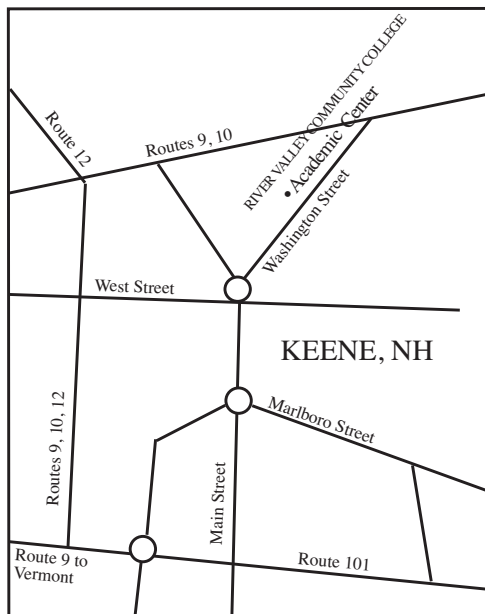 RIVER VALLEY COMMUNITY COLLEGE
• Academic Center
Route 12
Routes 9, 10
Washington Street
West Street
KEENE, NH
Marlboro Street
Routes 9, 10, 12
Main Street
Route 9 to
Vermont
Route 101